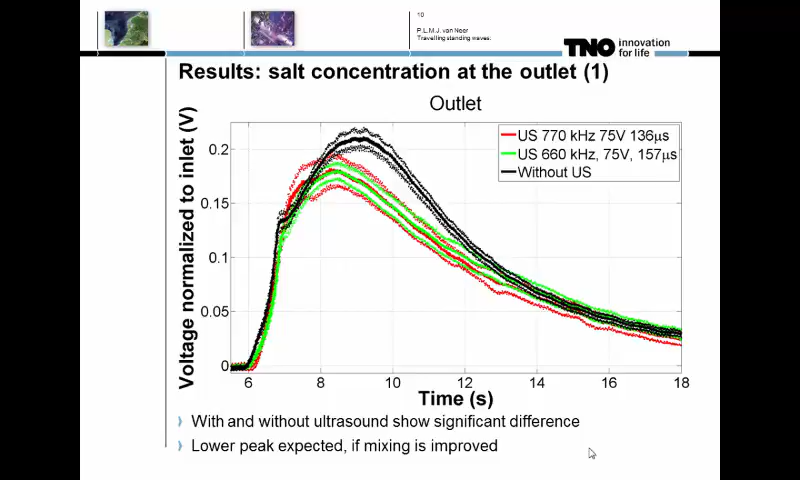 10
P.L.M.J. van Neer
Travelling standing waves:
TNO innovation
for life
Results: salt concentration at the outlet (1)
Outlet
Voltage normalized to inlet (V)
0.2
0.15
0.1
0.05
0
US 770 kHz 75V 136μs
US 660 kHz, 75V, 157μs
Without US
6 8 10 12 14 16 18
Time (s)
With and without ultrasound show significant difference
Lower peak expected, if mixing is improved